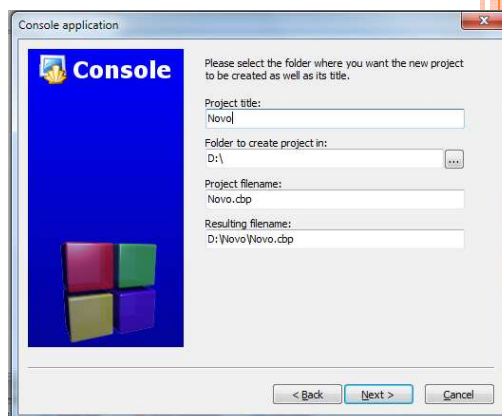 Console application
Console
Please select the folder where you want the new project
to be created as well as its title.
Project title:
Novo
Folder to create project in:
D:\
...
Project filename:
Novo.cbp
Resulting filename:
D:\Novo\Novo.cbp
< Back
Next >
Cancel